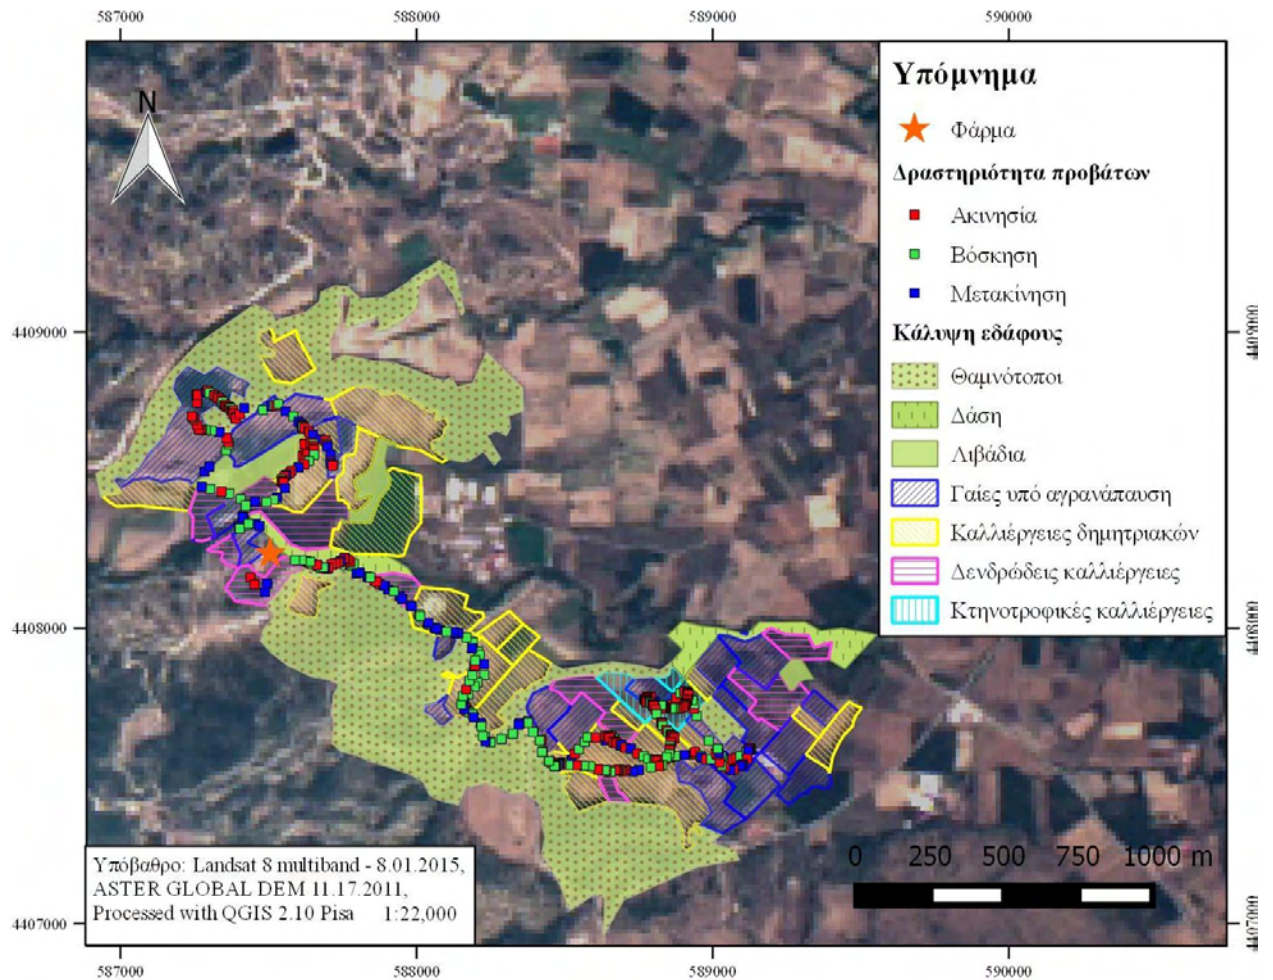 587000 588000 589000 590000
N
Υπόμνημα
Φάρμα
Δραστηριότητα προβάτων
Ακινησία
Βόσκηση
Μετακίνηση
Κάλυψη εδάφους
Θαμνότοποι
Δάση
Λιβάδια
Γαίες υπό αγρανάπαυση
Καλλιέργειες δημητριακών
Δενδρώδεις καλλιέργειες
Κτηνοτροφικές καλλιέργειες
4409000
4408000
4407000
0 250 500 750 1000 m
Υπόβαθρο: Landsat 8 multiband - 8.01.2015,
ASTER GLOBAL DEM 11.17.2011,
Processed with QGIS 2.10 Pisa 1:22,000
587000 588000 589000 590000